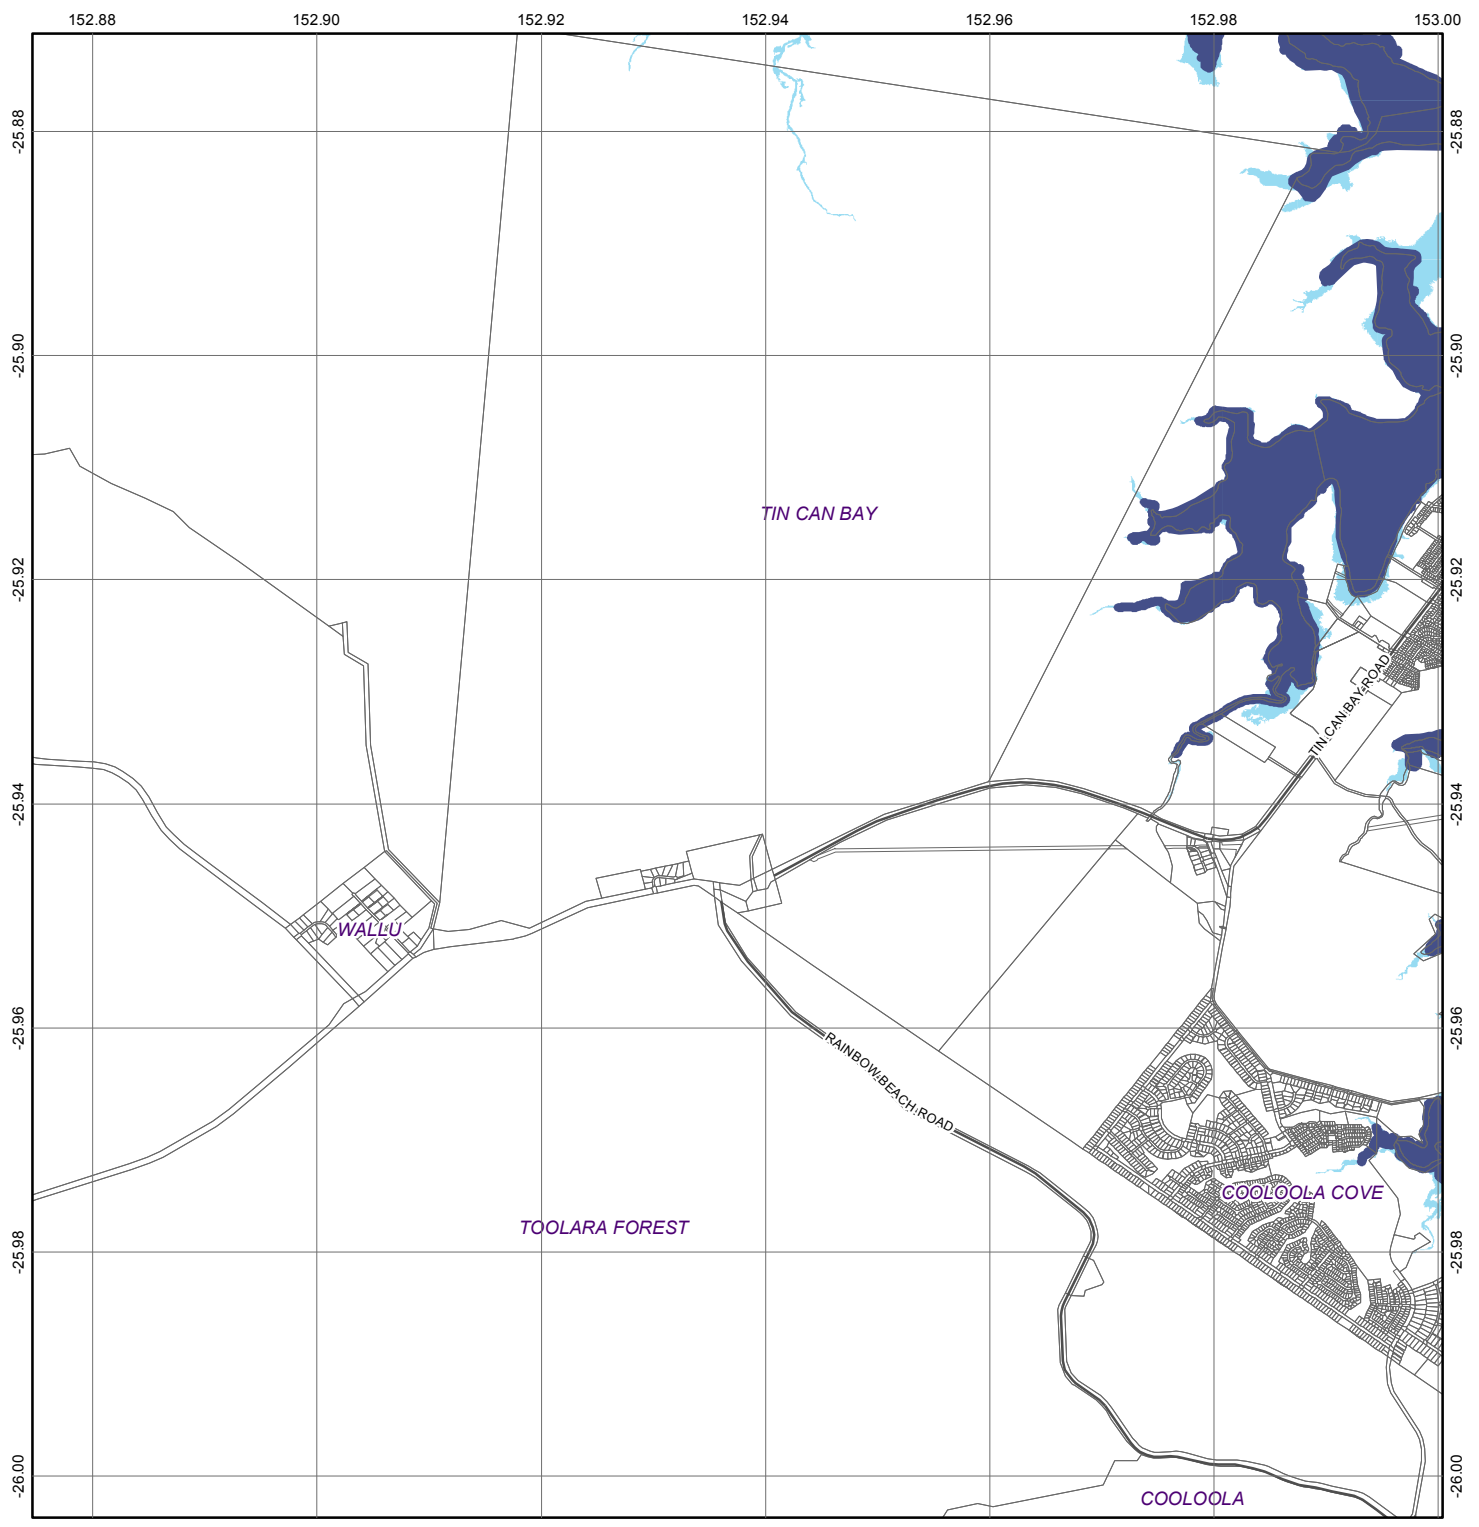 152.88 152.90 152.92 152.94 152.96 152.98 153.00
-25.88 -25.88
-25.90 -25.90
TIN CAN BAY
-25.92 -25.92
TIN CAN BAY ROAD
-25.94 -25.94
WALLU
-25.96 -25.96
RAINBOW BEACH ROAD
COOLOOLA COVE
TOOLARA FOREST
-25.98 -25.98
-26.00 -26.00
COOLOOLA